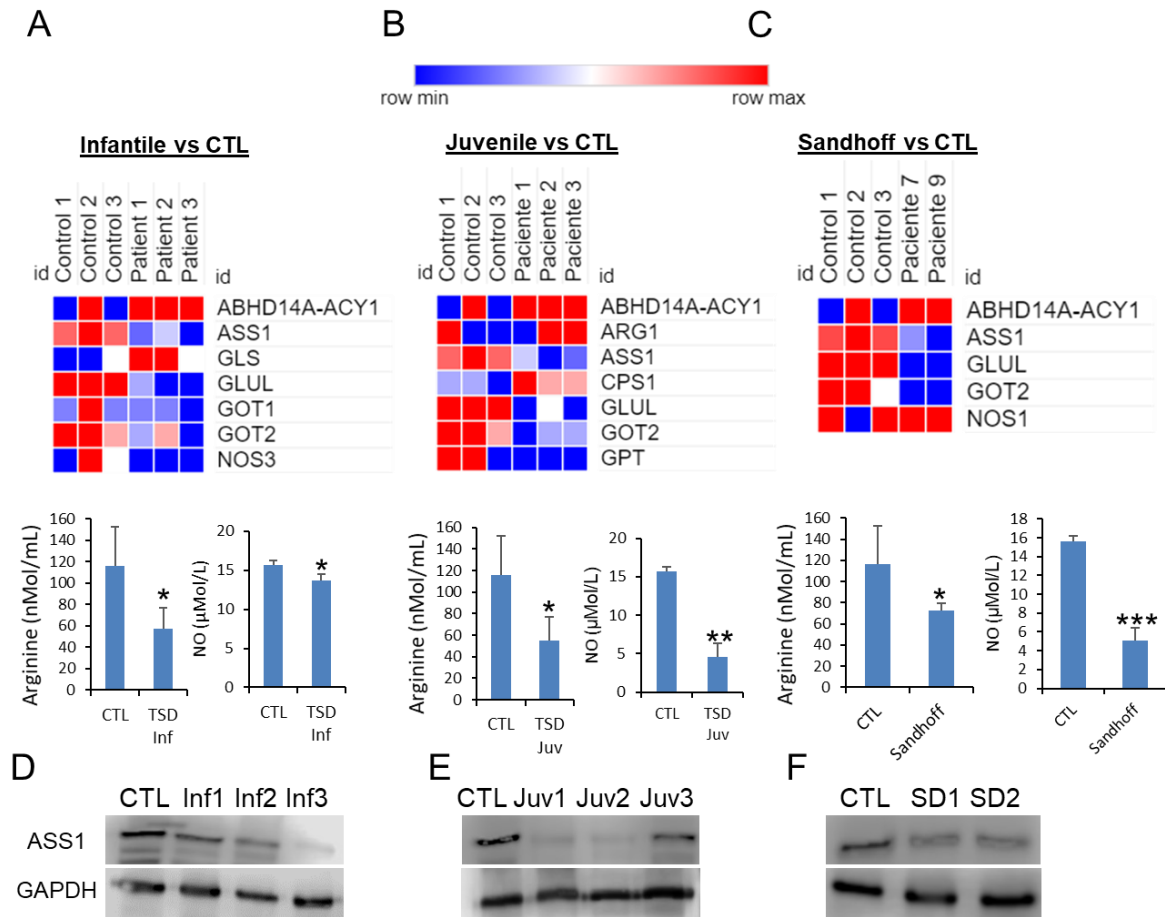 A
B
C
row min
row max
Infantile vs CTL
Juvenile vs CTL
Sandhoff vs CTL
id Control 1 Control 2 Control 3 Patient 1 Patient 2 Patient 3 id
ABHD14A-ACY1
ASS1
GLS
GLUL
GOT1
GOT2
NOS3
id Control 1 Control 2 Control 3 Paciente 1 Paciente 2 Paciente 3 id
ABHD14A-ACY1
ARG1
ASS1
CPS1
GLUL
GOT2
GPT
id Control 1 Control 2 Control 3 Paciente 7 Paciente 9 id
ABHD14A-ACY1
ASS1
GLUL
GOT2
NOS1
Arginine (nMol/mL)
160
140
120
100
80
60
40
20
0
*
CTL
TSD
Inf
NO (µMol/L)
20
15
10
5
0
*
CTL
TSD
Inf
Arginine (nMol/mL)
160
140
120
100
80
60
40
20
0
*
CTL
TSD
Juv
NO (µMol/L)
20
15
10
5
0
**
CTL
TSD
Juv
Arginine (nMol/mL)
160
140
120
100
80
60
40
20
0
*
CTL
Sandhoff
NO (µMol/L)
18
16
14
12
10
8
6
4
2
0
***
CTL
Sandhoff
D
CTL Inf1 Inf2 Inf3
ASS1
GAPDH
E
CTL Juv1 Juv2 Juv3
F
CTL SD1 SD2